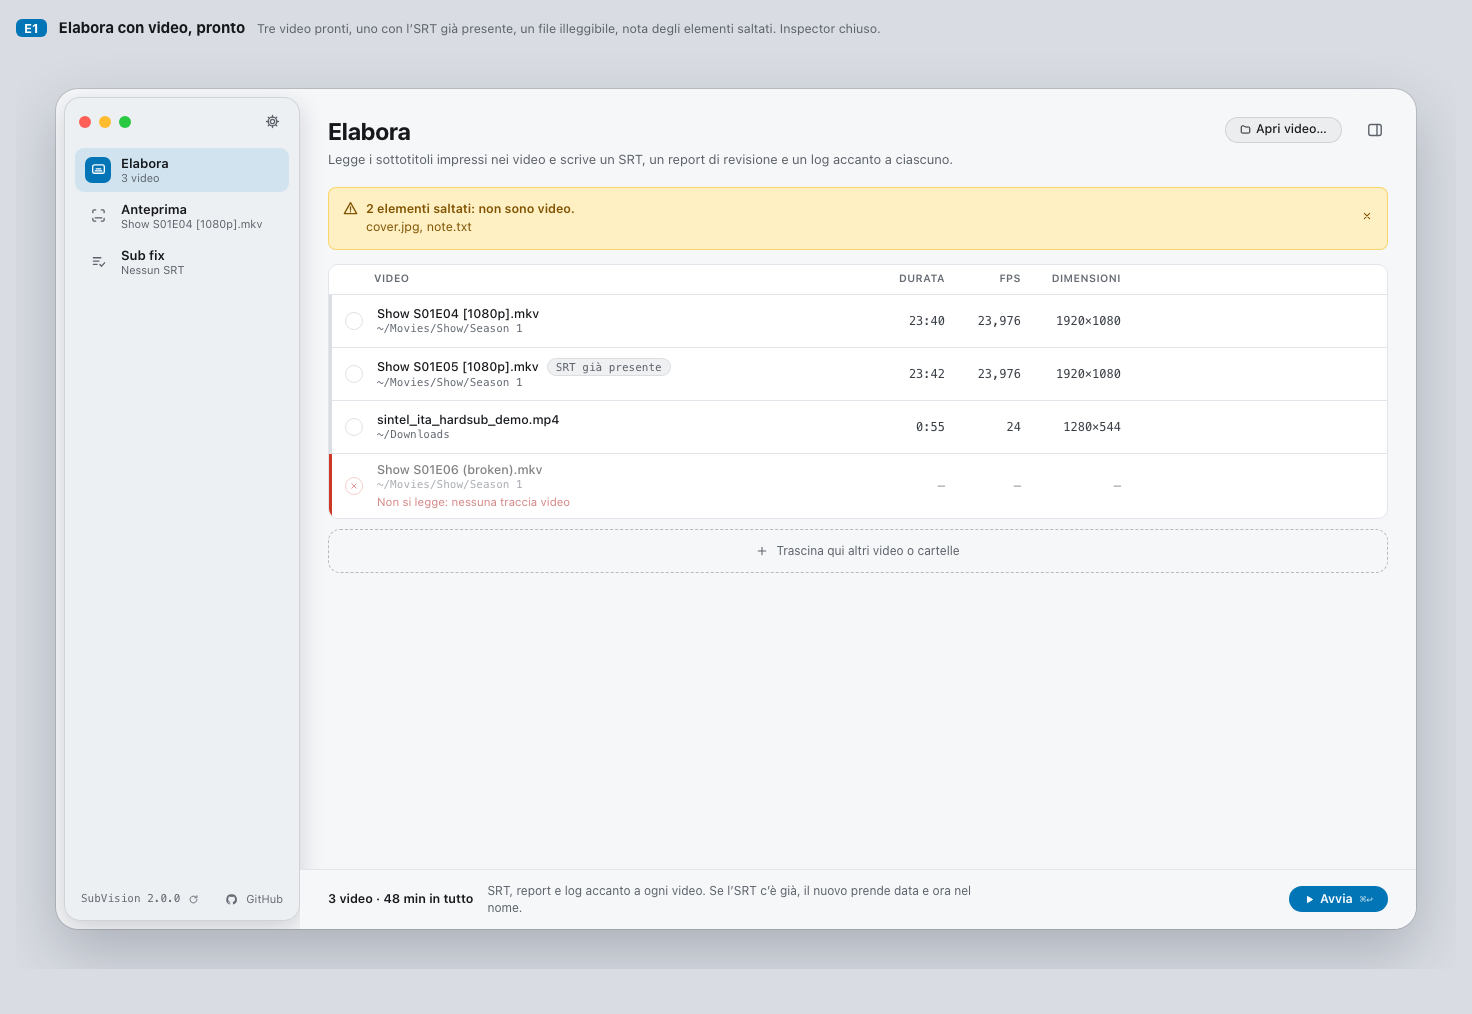 E1 Elabora con video, pronto Tre video pronti, uno con l'SRT già presente, un file illeggibile, nota degli elementi saltati. Inspector chiuso.
Elabora
3 video
Anteprima
Show S01E04 [1080p].mkv
Sub fix
Nessun SRT
SubVision 2.0.0 GitHub
Elabora
Apri video…
Legge i sottotitoli impressi nei video e scrive un SRT, un report di revisione e un log accanto a ciascuno.
2 elementi saltati: non sono video.
cover.jpg, note.txt
VIDEO DURATA FPS DIMENSIONI
Show S01E04 [1080p].mkv
~/Movies/Show/Season 1
23:40 23,976 1920×1080
Show S01E05 [1080p].mkv SRT già presente
~/Movies/Show/Season 1
23:42 23,976 1920×1080
sintel_ita_hardsub_demo.mp4
~/Downloads
0:55 24 1280×544
Show S01E06 (broken).mkv
~/Movies/Show/Season 1
Non si legge: nessuna traccia video
– – –
+ Trascina qui altri video o cartelle
3 video · 48 min in tutto
SRT, report e log accanto a ogni video. Se l'SRT c'è già, il nuovo prende data e ora nel
nome.
Avvia ⌘↩